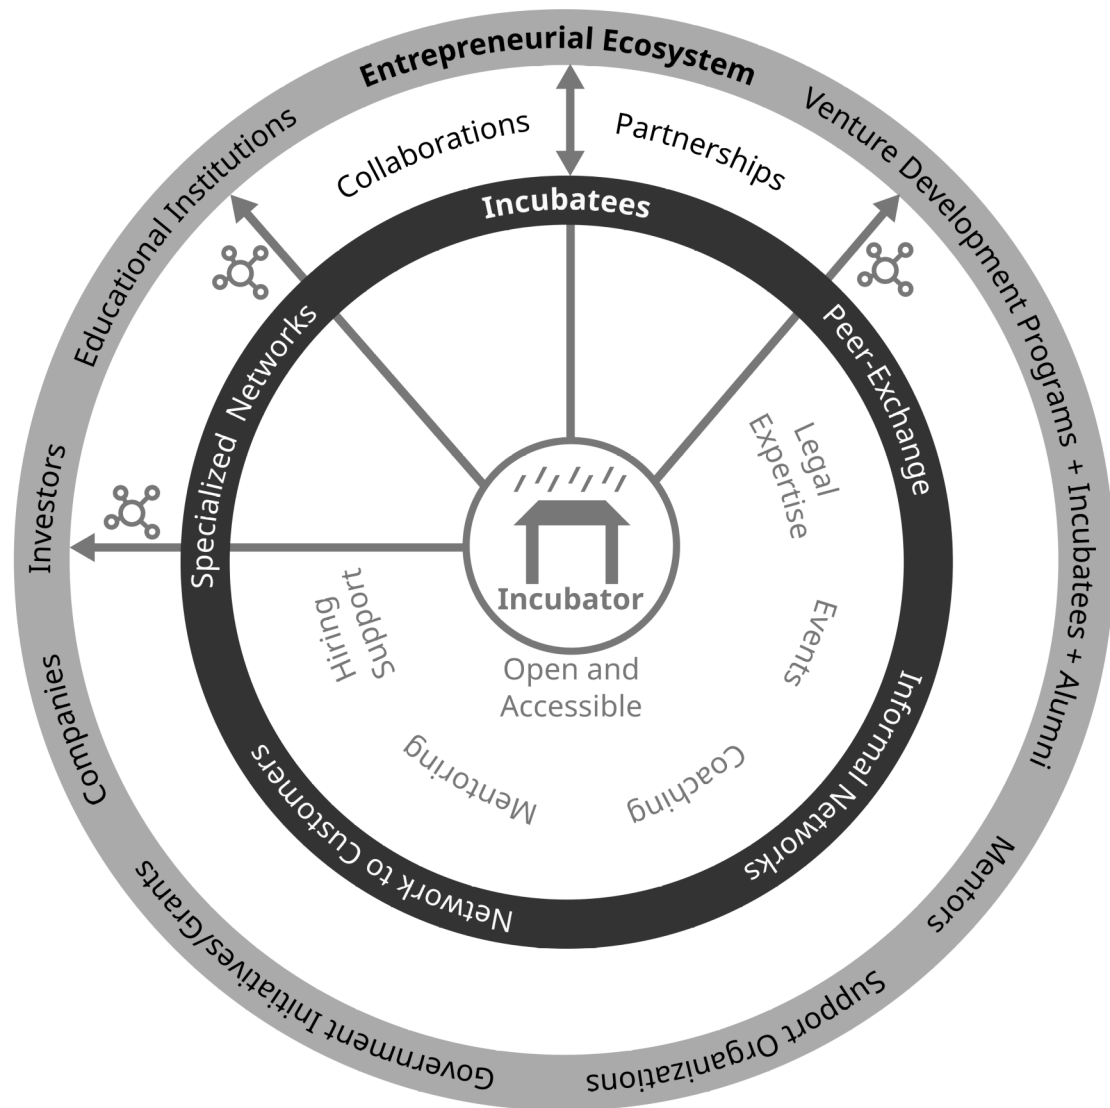 Entrepreneurial Ecosystem
Venture Development Programs + Incubatees + Alumni
Mentors
Support Organizations
Government Initiatives/Grants
Companies
Investors
Educational Institutions
Collaborations
Partnerships
Incubatees
Peer-Exchange
Informal Networks
Network to Customers
Specialized Networks
Legal
Expertise
Events
Coaching
Mentoring
Hiring
Support
Incubator
Open and
Accessible